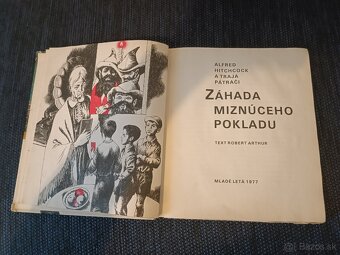 ALFRED
HITCHCOCK
A TRAJA
PÁTRAČI
ZÁHADA
MIZNÚCEHO
POKLADU
TEXT ROBERT ARTHUR
MLADÉ LETÁ 1977
Bazos.sk